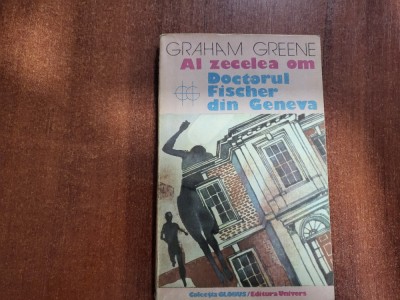 GRAHAM GREENE
Al zecelea om
Doctorul
Fischer
din Geneva
Colecția GLOBUS / Editura Univers